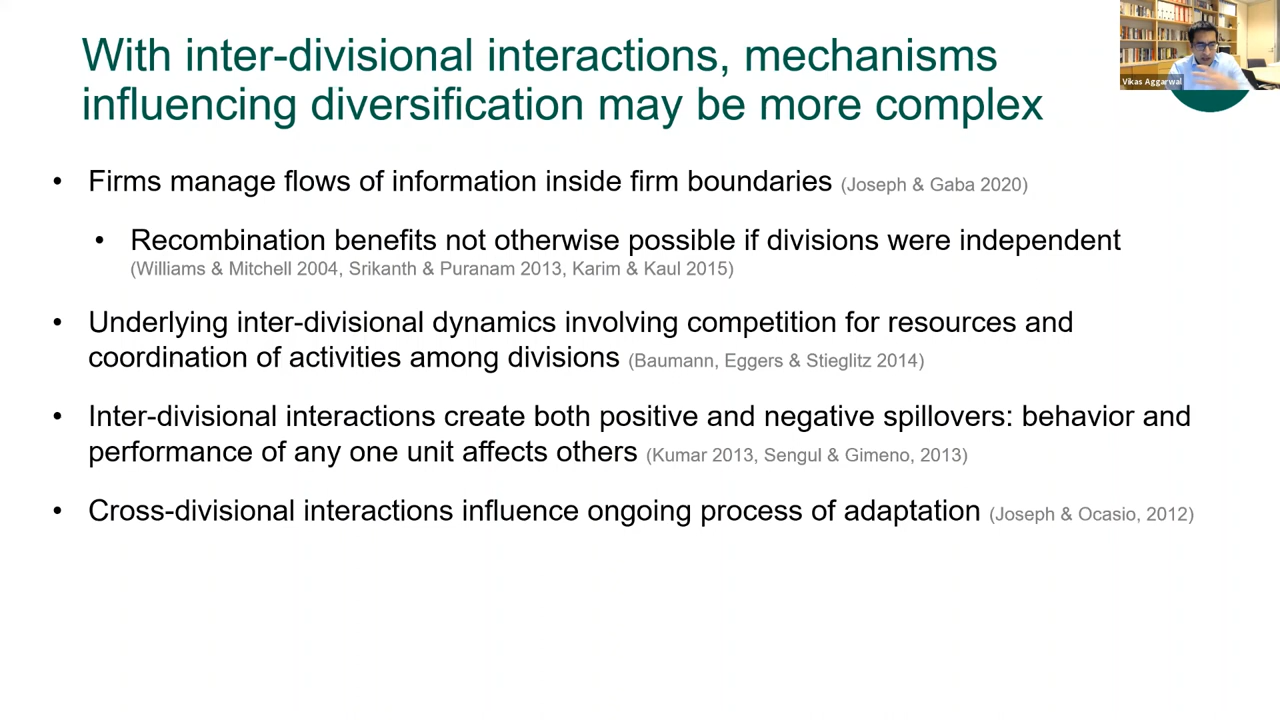 With inter-divisional interactions, mechanisms
influencing diversification may be more complex
Vikas Aggarwal
• Firms manage flows of information inside firm boundaries (Joseph & Gaba 2020)
• Recombination benefits not otherwise possible if divisions were independent
(Williams & Mitchell 2004, Srikanth & Puranam 2013, Karim & Kaul 2015)
• Underlying inter-divisional dynamics involving competition for resources and
coordination of activities among divisions (Baumann, Eggers & Stieglitz 2014)
• Inter-divisional interactions create both positive and negative spillovers: behavior and
performance of any one unit affects others (Kumar 2013, Sengul & Gimeno, 2013)
• Cross-divisional interactions influence ongoing process of adaptation (Joseph & Ocasio, 2012)